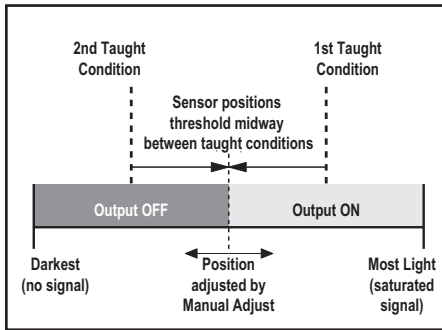 2nd Taught
Condition
1st Taught
Condition
Sensor positions
threshold midway
between taught conditions
Output OFF
Output ON
Darkest
(no signal)
Position
adjusted by
Manual Adjust
Most Light
(saturated
signal)